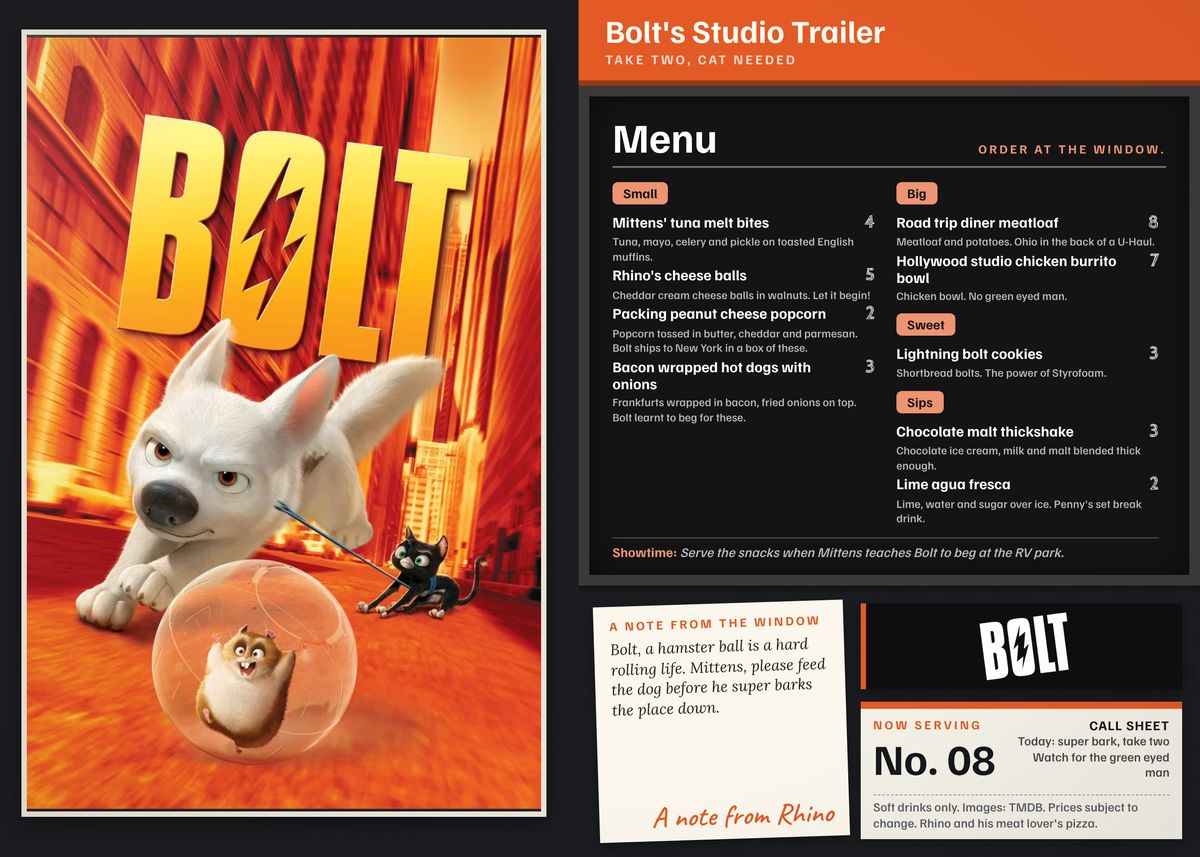 BOLT
Bolt's Studio Trailer
TAKE TWO, CAT NEEDED
Menu
ORDER AT THE WINDOW.
Small
Mittens' tuna melt bites 4
Tuna, mayo, celery and pickle on toasted English
muffins.
Rhino's cheese balls 5
Cheddar cream cheese balls in walnuts. Let it begin!
Packing peanut cheese popcorn 2
Popcorn tossed in butter, cheddar and parmesan.
Bolt ships to New York in a box of these.
Bacon wrapped hot dogs with 3
onions
Frankfurts wrapped in bacon, fried onions on top.
Bolt learnt to beg for these.
Big
Road trip diner meatloaf 8
Meatloaf and potatoes. Ohio in the back of a U-Haul.
Hollywood studio chicken burrito 7
bowl
Chicken bowl. No green eyed man.
Sweet
Lightning bolt cookies 3
Shortbread bolts. The power of Styrofoam.
Sips
Chocolate malt thickshake 3
Chocolate ice cream, milk and malt blended thick
enough.
Lime agua fresca 2
Lime, water and sugar over ice. Penny's set break
drink.
Showtime: Serve the snacks when Mittens teaches Bolt to beg at the RV park.
A NOTE FROM THE WINDOW
Bolt, a hamster ball is a hard
rolling life. Mittens, please feed
the dog before he super barks
the place down.
A note from Rhino
BOLT
NOW SERVING
No. 08
CALL SHEET
Today: super bark, take two
Watch for the green eyed
man
Soft drinks only. Images: TMDB. Prices subject to
change. Rhino and his meat lover's pizza.